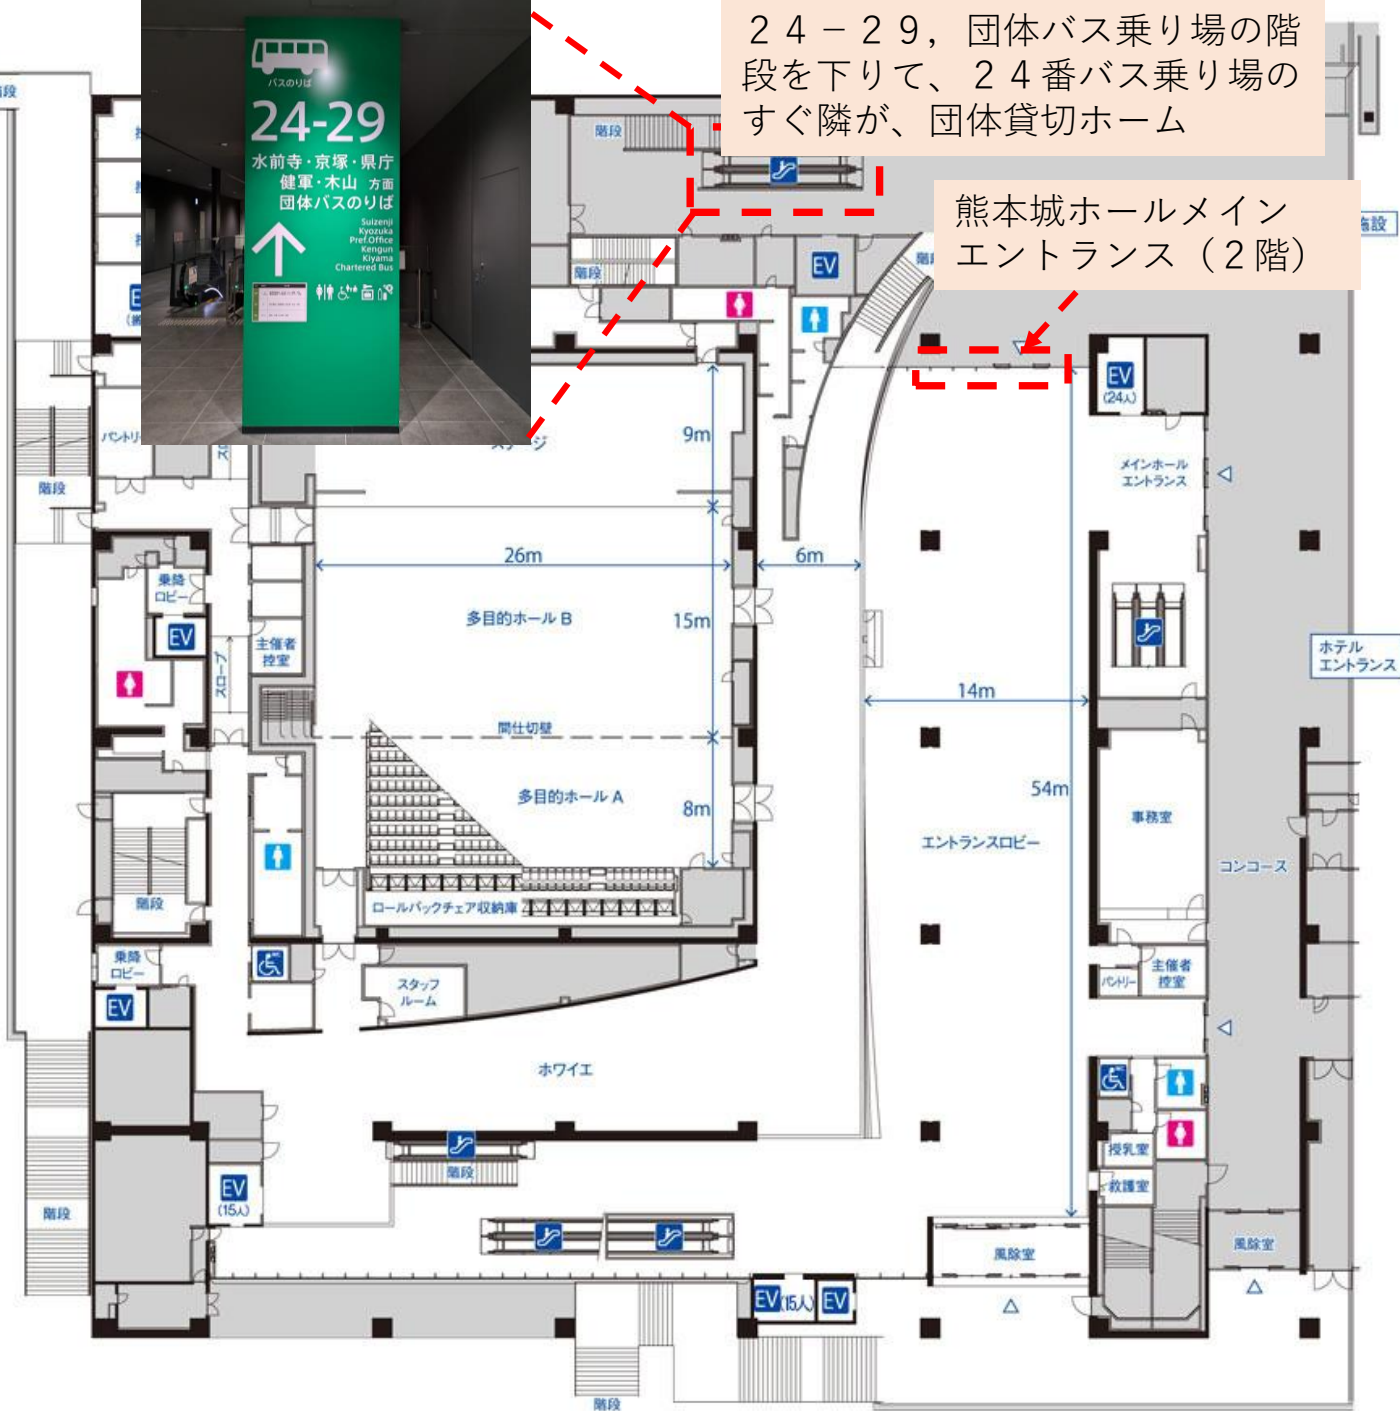 ２４－２９，団体バス乗り場の階
段を下りて、２４番バス乗り場の
すぐ隣が、団体貸切ホーム
バスのりば
24-29
水前寺・京塚・県庁
健軍・木山 方面
団体バスのりば
Suizenji
Kyozuka
Pref.Office
Kengun
Kiyama
Chartered Bus
熊本城ホールメイン
エントランス（２階）
階段
階段
EV
EV
(24人)
パントリー
階段
9m
メインホール
エントランス
26m
6m
乗降
ロビー
EV
多目的ホール B
15m
主催者
控室
スロープ
ホテル
エントランス
14m
間仕切壁
多目的ホール A
8m
54m
事務室
エントランスロビー
コンコース
階段
ロールバックチェア収納庫
乗降
ロビー
EV
スタッフ
ルーム
パントリー
主催者
控室
ホワイエ
授乳室
救護室
階段
EV
(15人)
階段
風除室
風除室
EV
(15人)
EV
階段